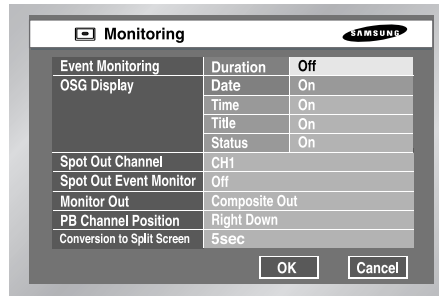 Monitoring
SAMSUNG
Event Monitoring Duration Off
OSG Display Date On
Time On
Title On
Status On
Spot Out Channel CH1
Spot Out Event Monitor Off
Monitor Out Composite Out
PB Channel Position Right Down
Conversion to Split Screen 5sec
OK Cancel